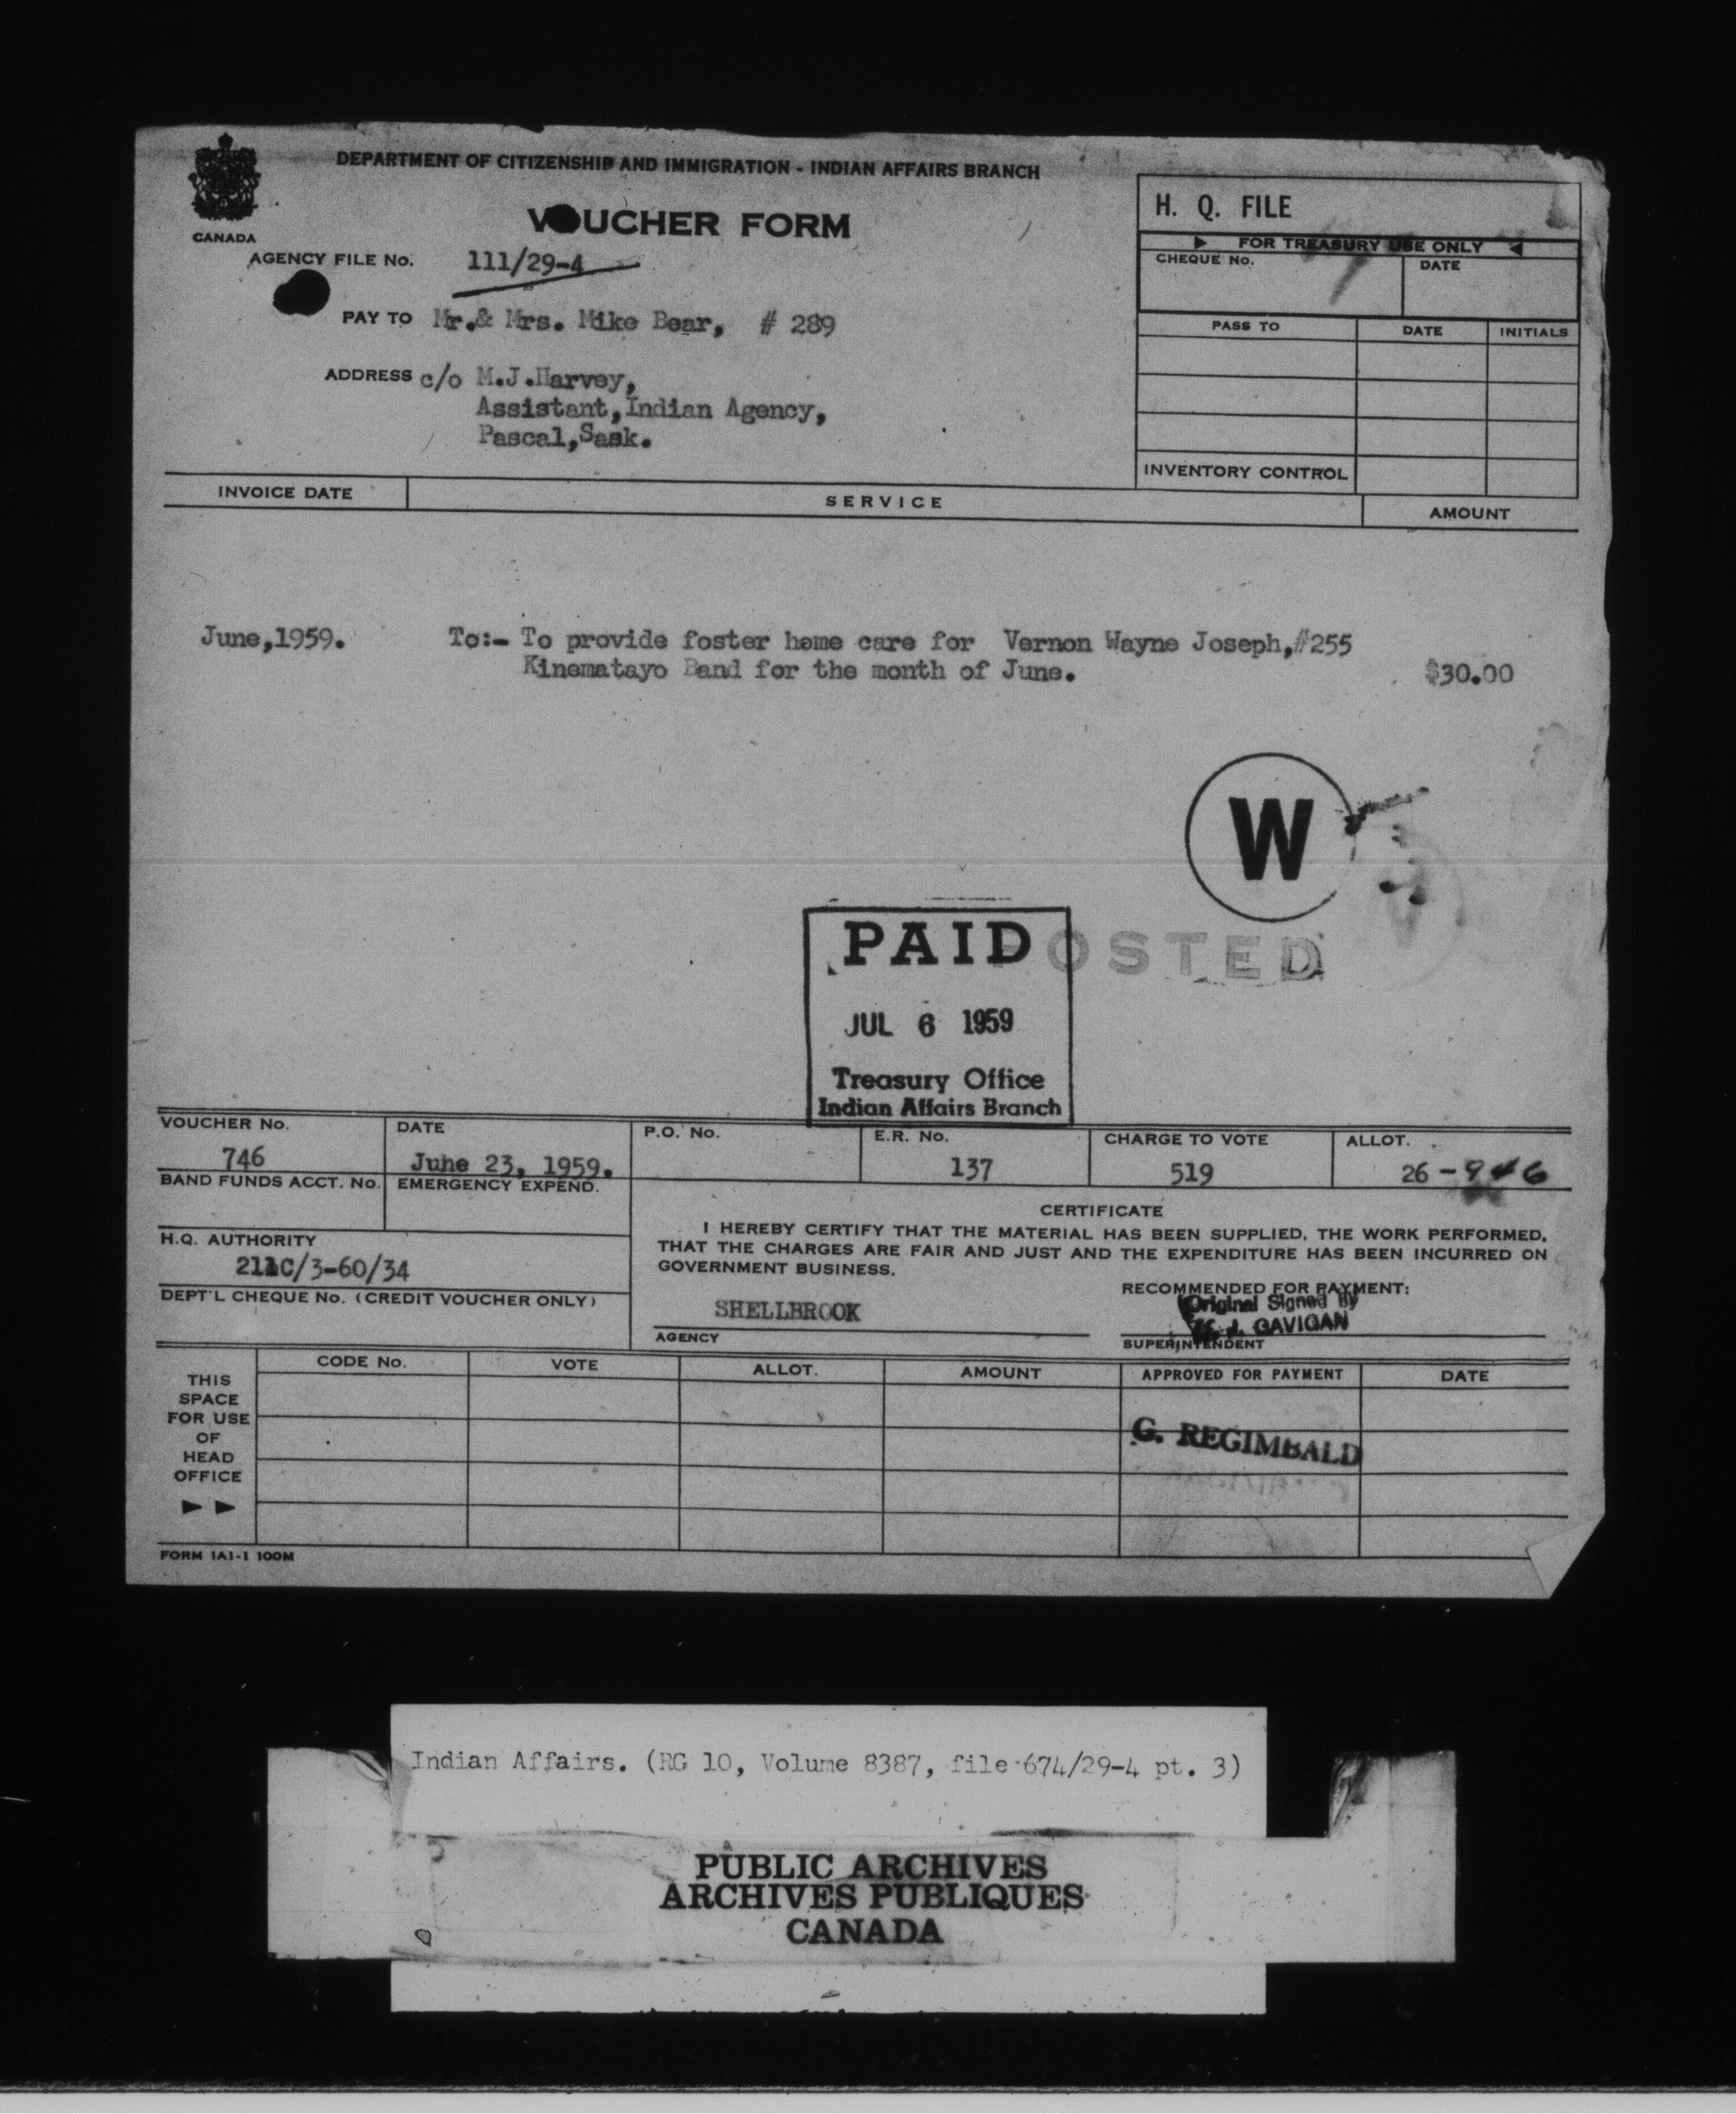 DEPARTMENT OF CITIZENSHIP AND IMMIGRATION - INDIAN AFFAIRS BRANCH
CANADA
VOUCHER FORM
H. Q. FILE
FOR TREASURY USE ONLY
CHEQUE No. DATE
AGENCY FILE No. 111/29-4
PAY TO Mr.& Mrs. Mike Bear, # 289
PASS TO DATE INITIALS
ADDRESS c/o M.J.Harvey,
Assistant,Indian Agency,
Pascal,Sask.
INVENTORY CONTROL
INVOICE DATE SERVICE AMOUNT
June,1959. To:- To provide foster home care for Vernon Wayne Joseph,#255
Kinematayo Band for the month of June. $30.00
W
PAID
OSTED
JUL 6 1959
Treasury Office
Indian Affairs Branch
VOUCHER No. DATE P.O. No. E.R. No. CHARGE TO VOTE ALLOT.
746 June 23, 1959. 137 519 26-
BAND FUNDS ACCT. No. EMERGENCY EXPEND.
CERTIFICATE
I HEREBY CERTIFY THAT THE MATERIAL HAS BEEN SUPPLIED, THE WORK PERFORMED,
THAT THE CHARGES ARE FAIR AND JUST AND THE EXPENDITURE HAS BEEN INCURRED ON
GOVERNMENT BUSINESS.
H.Q. AUTHORITY
211C/3-60/34
DEPT'L CHEQUE No. (CREDIT VOUCHER ONLY)
RECOMMENDED FOR PAYMENT:
Original Signed By
J. GAVIGAN
SHELLBROOK
AGENCY
SUPERINTENDENT
THIS
SPACE
FOR USE
OF
HEAD
OFFICE
CODE No. VOTE ALLOT. AMOUNT APPROVED FOR PAYMENT DATE
G. REGIMBALD
FORM 1A1-1 100M
Indian Affairs. (RG 10, Volume 8387, file 674/29-4 pt. 3)
PUBLIC ARCHIVES
ARCHIVES PUBLIQUES
CANADA